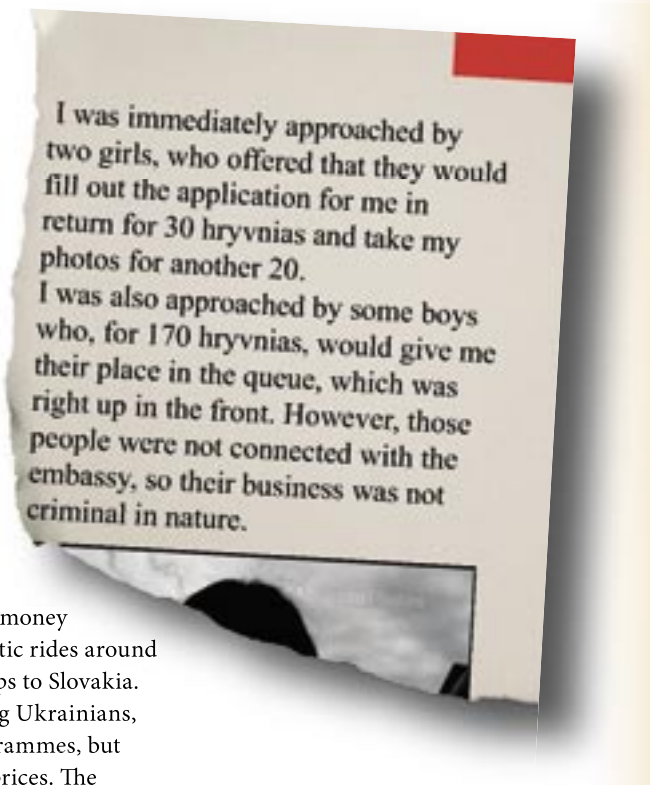 I was immediately approached by
two girls, who offered that they would
fill out the application for me in
return for 30 hryvnias and take my
photos for another 20.
I was also approached by some boys
who, for 170 hryvnias, would give me
their place in the queue, which was
right up in the front. However, those
people were not connected with the
embassy, so their business was not
criminal in nature.
money
tic rides around
ps to Slovakia.
g Ukrainians,
rammes, but
rices. The